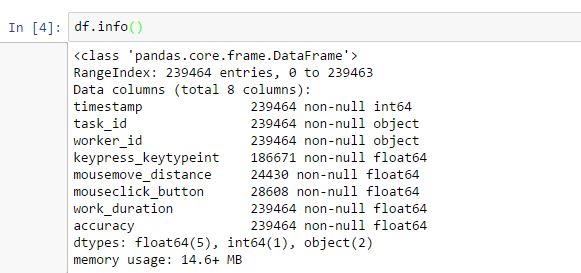 In [4]: df.info()
<class 'pandas.core.frame.DataFrame'>
RangeIndex: 239464 entries, 0 to 239463
Data columns (total 8 columns):
timestamp 239464 non-null int64
task_id 239464 non-null object
worker_id 239464 non-null object
keypress_keytypeint 186671 non-null float64
mousemove_distance 24430 non-null float64
mouseclick_button 28608 non-null float64
work_duration 239464 non-null float64
accuracy 239464 non-null float64
dtypes: float64(5), int64(1), object(2)
memory usage: 14.6+ MB